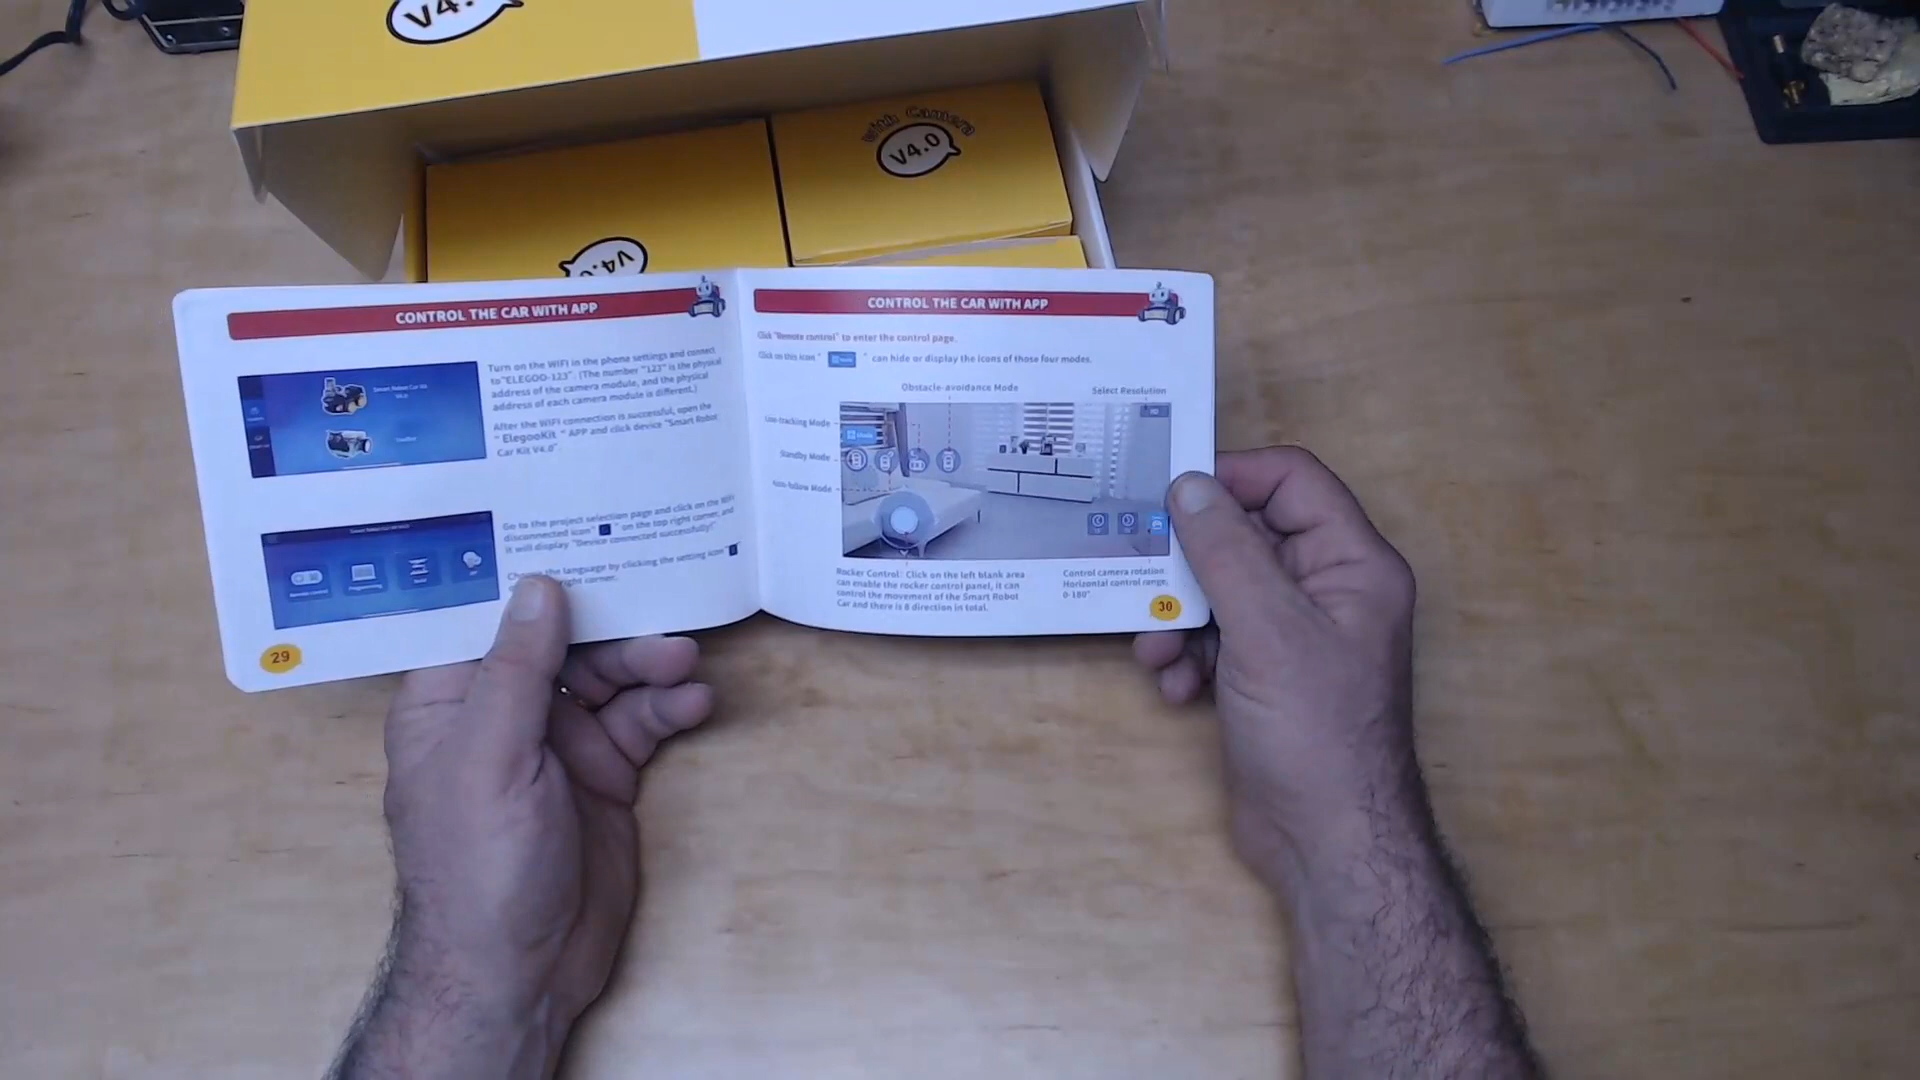 V4.
With Camera
V4.0
V4.0
CONTROL THE CAR WITH APP
Smart Robot Car Kit
V4.0
Turn on the WIFI in the phone settings and connect
to"ELEGOO-123". (The number "123" is the physical
address of the camera module, and the physical
address of each camera module is different.)
After the WIFI connection is successful, open the
" ElegooKit " APP and click device "Smart Robot
Car Kit V4.0".
Go to the project selection page and click on the WIFI
disconnected icon" " on the top right corner, and
it will display "Device connected successfully!"
the language by clicking the setting icon" "
right corner.
29
CONTROL THE CAR WITH APP
Click "Remote control" to enter the control page.
Click on this icon " " can hide or display the icons of those four modes.
Obstacle-avoidance Mode
Select Resolution
Line-tracking Mode
HD
Standby Mode
Mode
Rocker Control: Click on the left blank area
can enable the rocker control panel, it can
control the movement of the Smart Robot
Car and there is 8 direction in total.
Control camera rotation
Horizontal control range,
0-180°
30